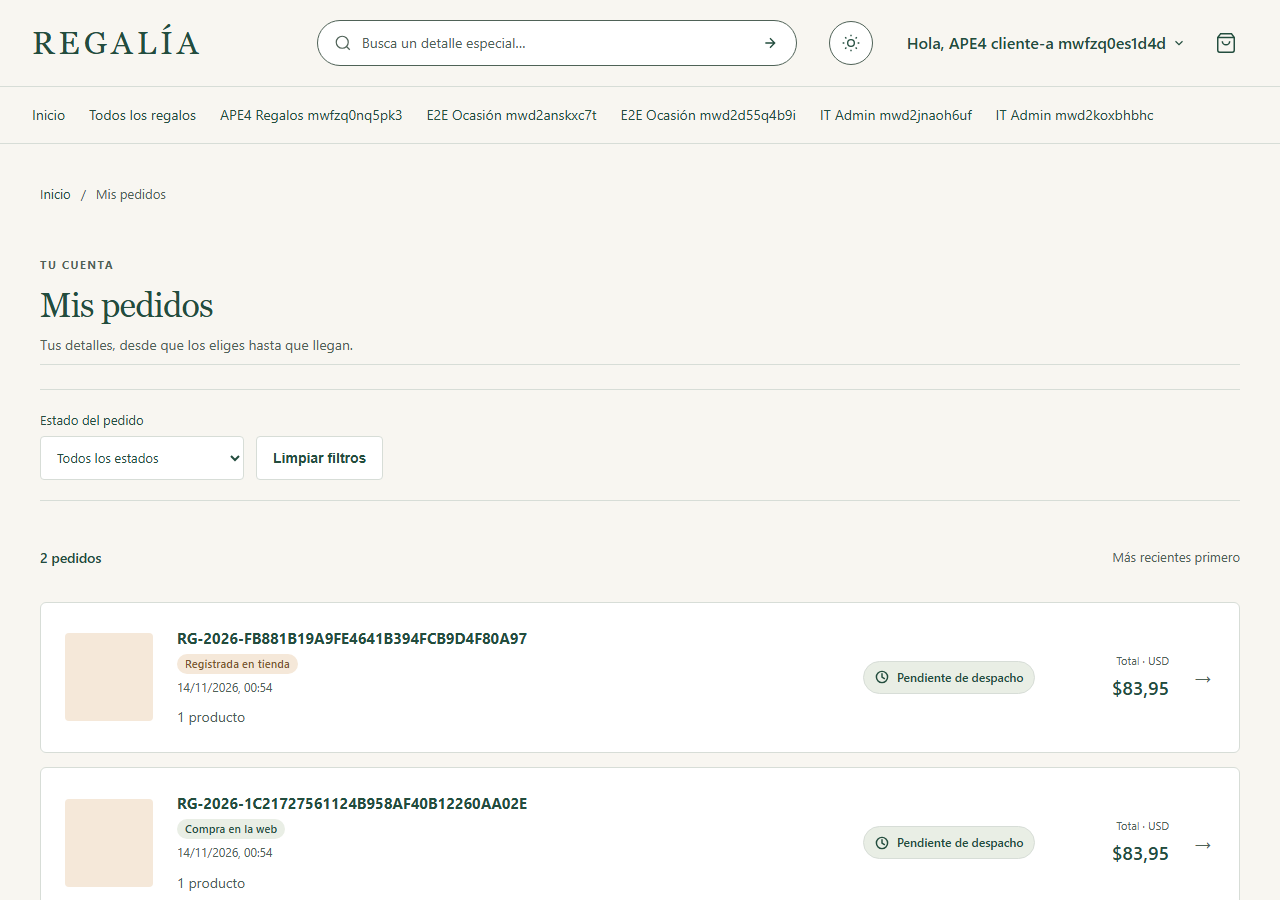 REGALÍA
Busca un detalle especial...
Hola, APE4 cliente-a mwfzq0es1d4d
Inicio
Todos los regalos
APE4 Regalos mwfzq0nq5pk3
E2E Ocasión mwd2anskxc7t
E2E Ocasión mwd2d55q4b9i
IT Admin mwd2jnaoh6uf
IT Admin mwd2koxbhbhc
Inicio / Mis pedidos
TU CUENTA
Mis pedidos
Tus detalles, desde que los eliges hasta que llegan.
Estado del pedido
Todos los estados
Limpiar filtros
2 pedidos
Más recientes primero
RG-2026-FB881B19A9FE4641B394FCB9D4F80A97
Registrada en tienda
14/11/2026, 00:54
1 producto
Pendiente de despacho
Total · USD
$83,95
→
RG-2026-1C21727561124B958AF40B12260AA02E
Compra en la web
14/11/2026, 00:54
1 producto
Pendiente de despacho
Total · USD
$83,95
→